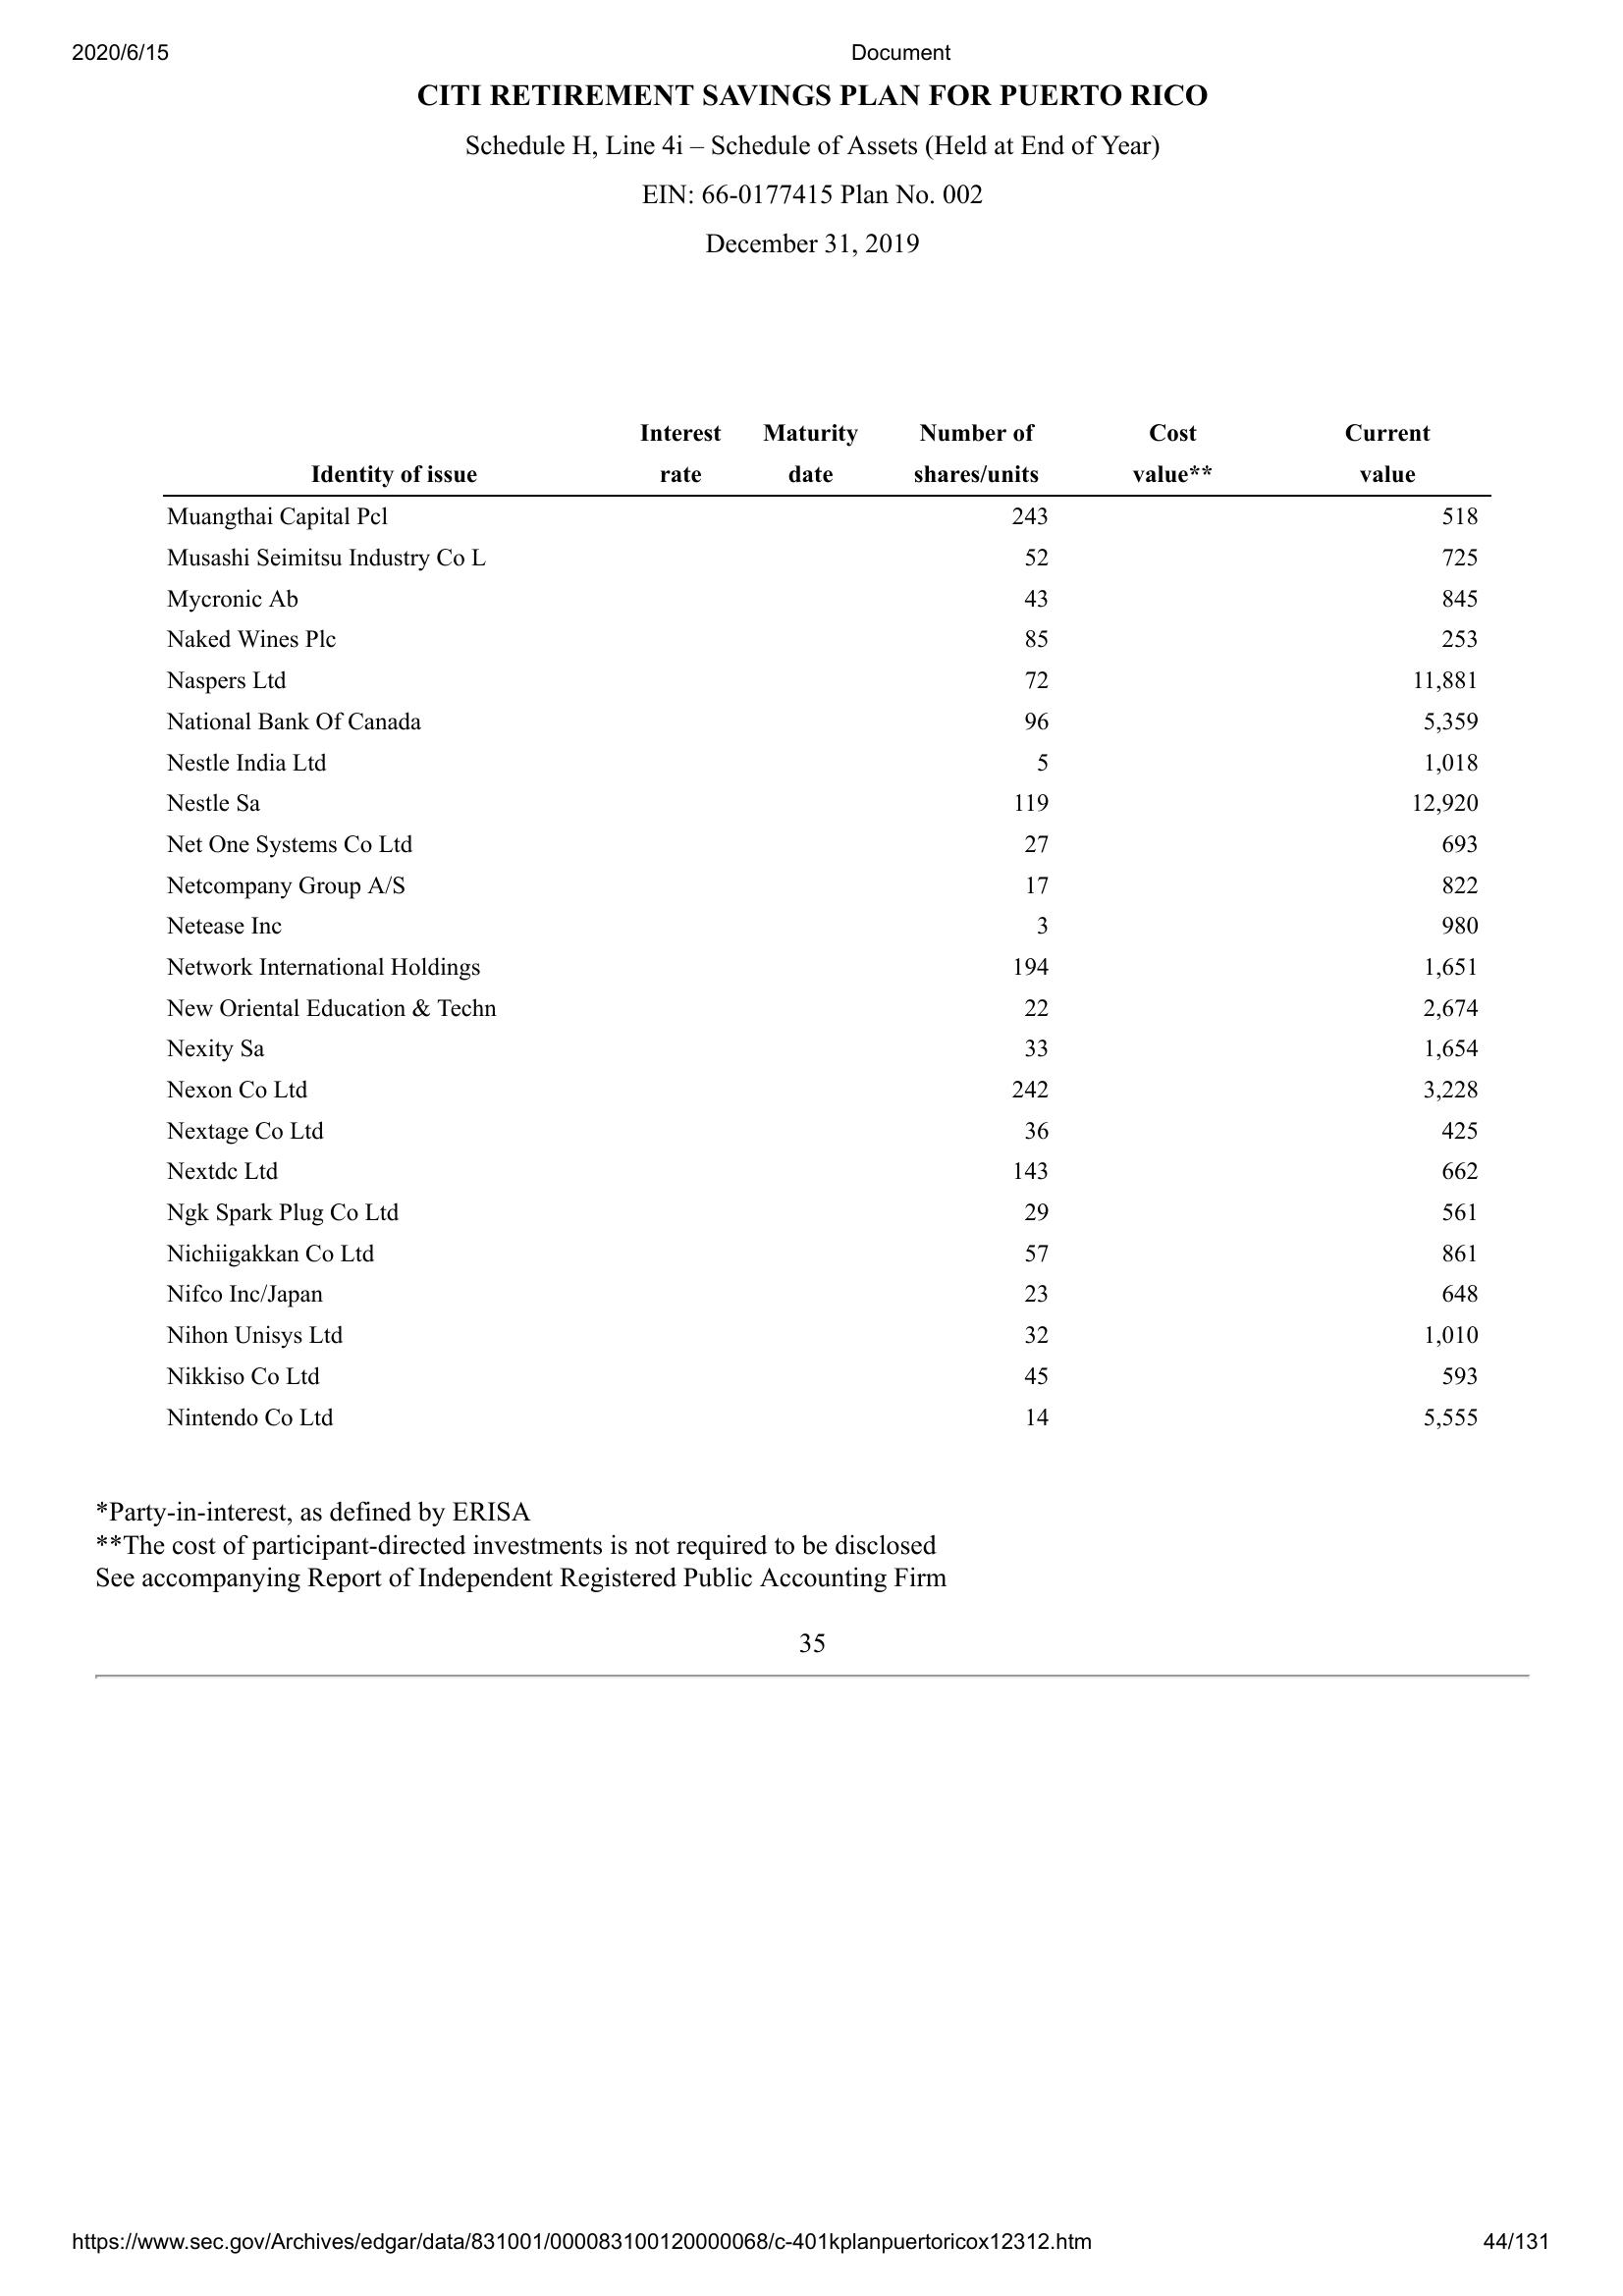 2020/6/15 Document
CITI RETIREMENT SAVINGS PLAN FOR PUERTO RICO
Schedule H, Line 4i – Schedule of Assets (Held at End of Year)
EIN: 66-0177415 Plan No. 002
December 31, 2019
Interest Maturity Number of Cost Current
Identity of issue rate date shares/units value** value
Muangthai Capital Pcl 243 518
Musashi Seimitsu Industry Co L 52 725
Mycronic Ab 43 845
Naked Wines Plc 85 253
Naspers Ltd 72 11,881
National Bank Of Canada 96 5,359
Nestle India Ltd 5 1,018
Nestle Sa 119 12,920
Net One Systems Co Ltd 27 693
Netcompany Group A/S 17 822
Netease Inc 3 980
Network International Holdings 194 1,651
New Oriental Education & Techn 22 2,674
Nexity Sa 33 1,654
Nexon Co Ltd 242 3,228
Nextage Co Ltd 36 425
Nextdc Ltd 143 662
Ngk Spark Plug Co Ltd 29 561
Nichiigakkan Co Ltd 57 861
Nifco Inc/Japan 23 648
Nihon Unisys Ltd 32 1,010
Nikkiso Co Ltd 45 593
Nintendo Co Ltd 14 5,555
*Party-in-interest, as defined by ERISA
**The cost of participant-directed investments is not required to be disclosed
See accompanying Report of Independent Registered Public Accounting Firm
35
https://www.sec.gov/Archives/edgar/data/831001/000083100120000068/c-401kplanpuertoricox12312.htm 44/131